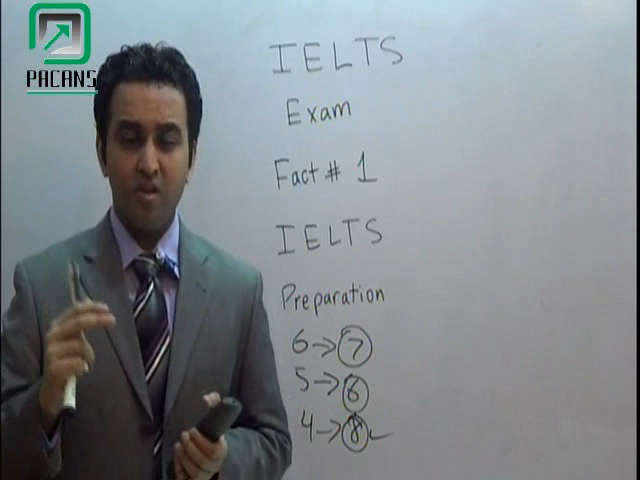 PACANS
IELTS
Exam
Fact # 1
IELTS
Preparation
6→7
5→6
4→8